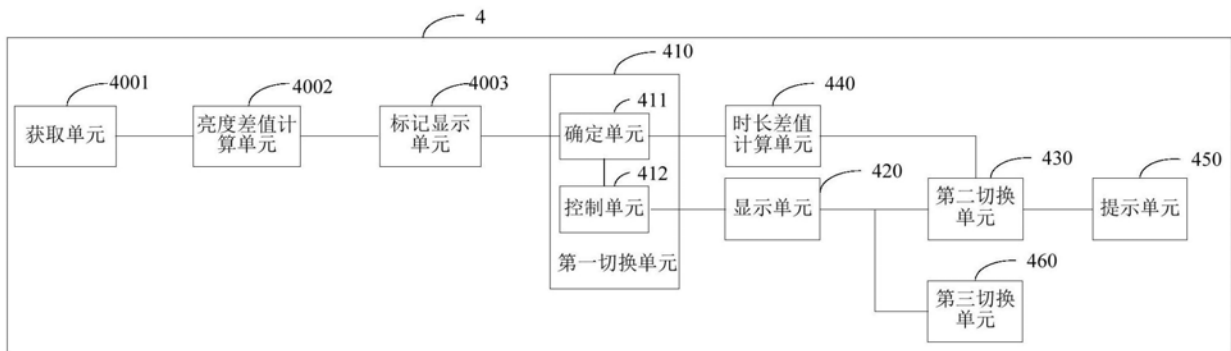 4
4001
获取单元
4002
亮度差值计
算单元
4003
标记显示
单元
410
411
确定单元
412
控制单元
第一切换单元
440
时长差值
计算单元
420
显示单元
430
第二切换
单元
450
提示单元
460
第三切换
单元